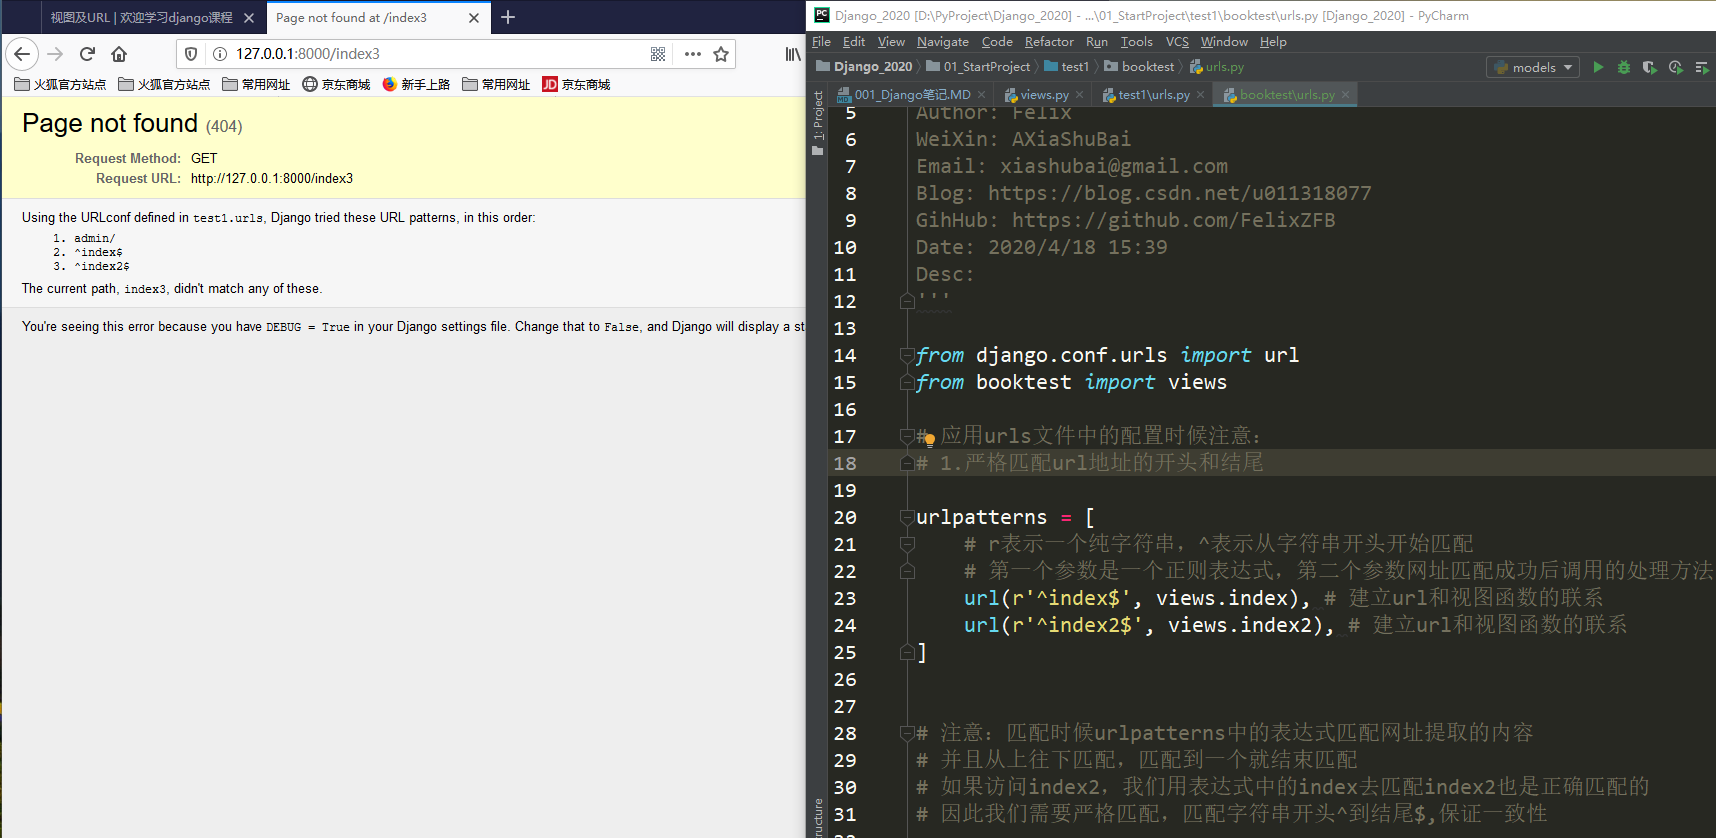 视图及URL | 欢迎学习django课程
Page not found at /index3
127.0.0.1:8000/index3
火狐官方站点
火狐官方站点
常用网址
京东商城
新手上路
常用网址
JD 京东商城
Page not found (404)
Request Method: GET
Request URL: http://127.0.0.1:8000/index3
Using the URLconf defined in test1.urls, Django tried these URL patterns, in this order:
1. admin/
2. ^index$
3. ^index2$
The current path, index3, didn't match any of these.
You're seeing this error because you have DEBUG = True in your Django settings file. Change that to False, and Django will display a st
PC Django_2020 [D:\PyProject\Django_2020] - ...\01_StartProject\test1\booktest\urls.py [Django_2020] - PyCharm
File Edit View Navigate Code Refactor Run Tools VCS Window Help
Django_2020 01_StartProject test1 booktest urls.py
models
001_Django笔记.MD views.py test1\urls.py booktest\urls.py
1: Project
5 Author: Felix
6 WeiXin: AXiaShuBai
7 Email: xiashubai@gmail.com
8 Blog: https://blog.csdn.net/u011318077
9 GihHub: https://github.com/FelixZFB
10 Date: 2020/4/18 15:39
11 Desc:
12 '''
13
14 from django.conf.urls import url
15 from booktest import views
16
17 # 应用urls文件中的配置时候注意：
18 # 1.严格匹配url地址的开头和结尾
19
20 urlpatterns = [
21 # r表示一个纯字符串，^表示从字符串开头开始匹配
22 # 第一个参数是一个正则表达式，第二个参数网址匹配成功后调用的处理方法
23 url(r'^index$', views.index), # 建立url和视图函数的联系
24 url(r'^index2$', views.index2), # 建立url和视图函数的联系
25 ]
26
27
28 # 注意：匹配时候urlpatterns中的表达式匹配网址提取的内容
29 # 并且从上往下匹配，匹配到一个就结束匹配
30 # 如果访问index2，我们用表达式中的index去匹配index2也是正确匹配的
31 # 因此我们需要严格匹配，匹配字符串开头^到结尾$,保证一致性
ructure